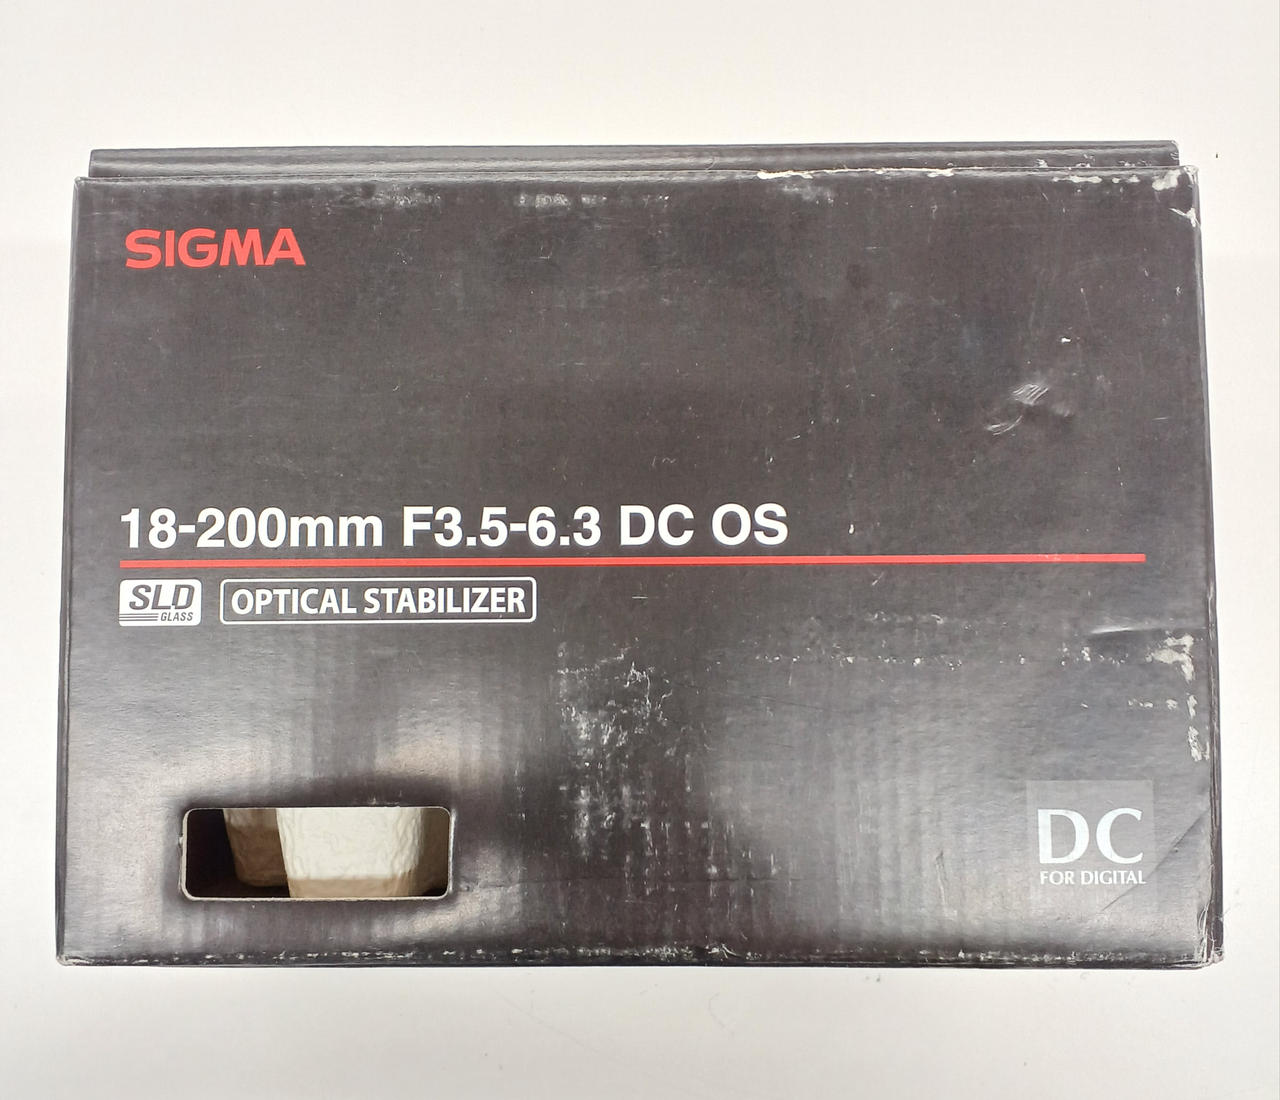 SIGMA
18-200mm F3.5-6.3 DC OS
SLD
GLASS
OPTICAL STABILIZER
DC
FOR DIGITAL